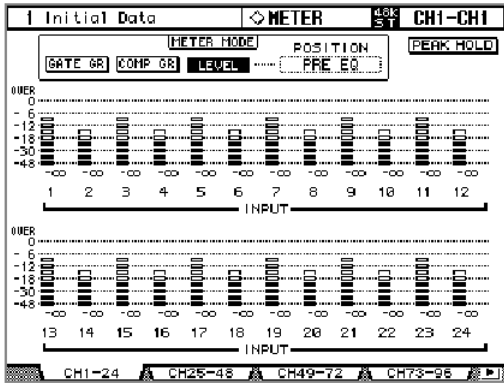 1 Initial Data ◇METER 48K ST CH1-CH1
METER MODE POSITION PEAK HOLD
GATE GR COMP GR LEVEL PRE EQ
OVER
0
-6
-12
-18
-30
-48
-∞ -∞ -∞ -∞ -∞ -∞ -∞ -∞ -∞ -∞ -∞ -∞
1 2 3 4 5 6 7 8 9 10 11 12
INPUT
OVER
0
-6
-12
-18
-30
-48
-∞ -∞ -∞ -∞ -∞ -∞ -∞ -∞ -∞ -∞ -∞ -∞
13 14 15 16 17 18 19 20 21 22 23 24
INPUT
CH1-24 CH25-48 CH49-72 CH73-96